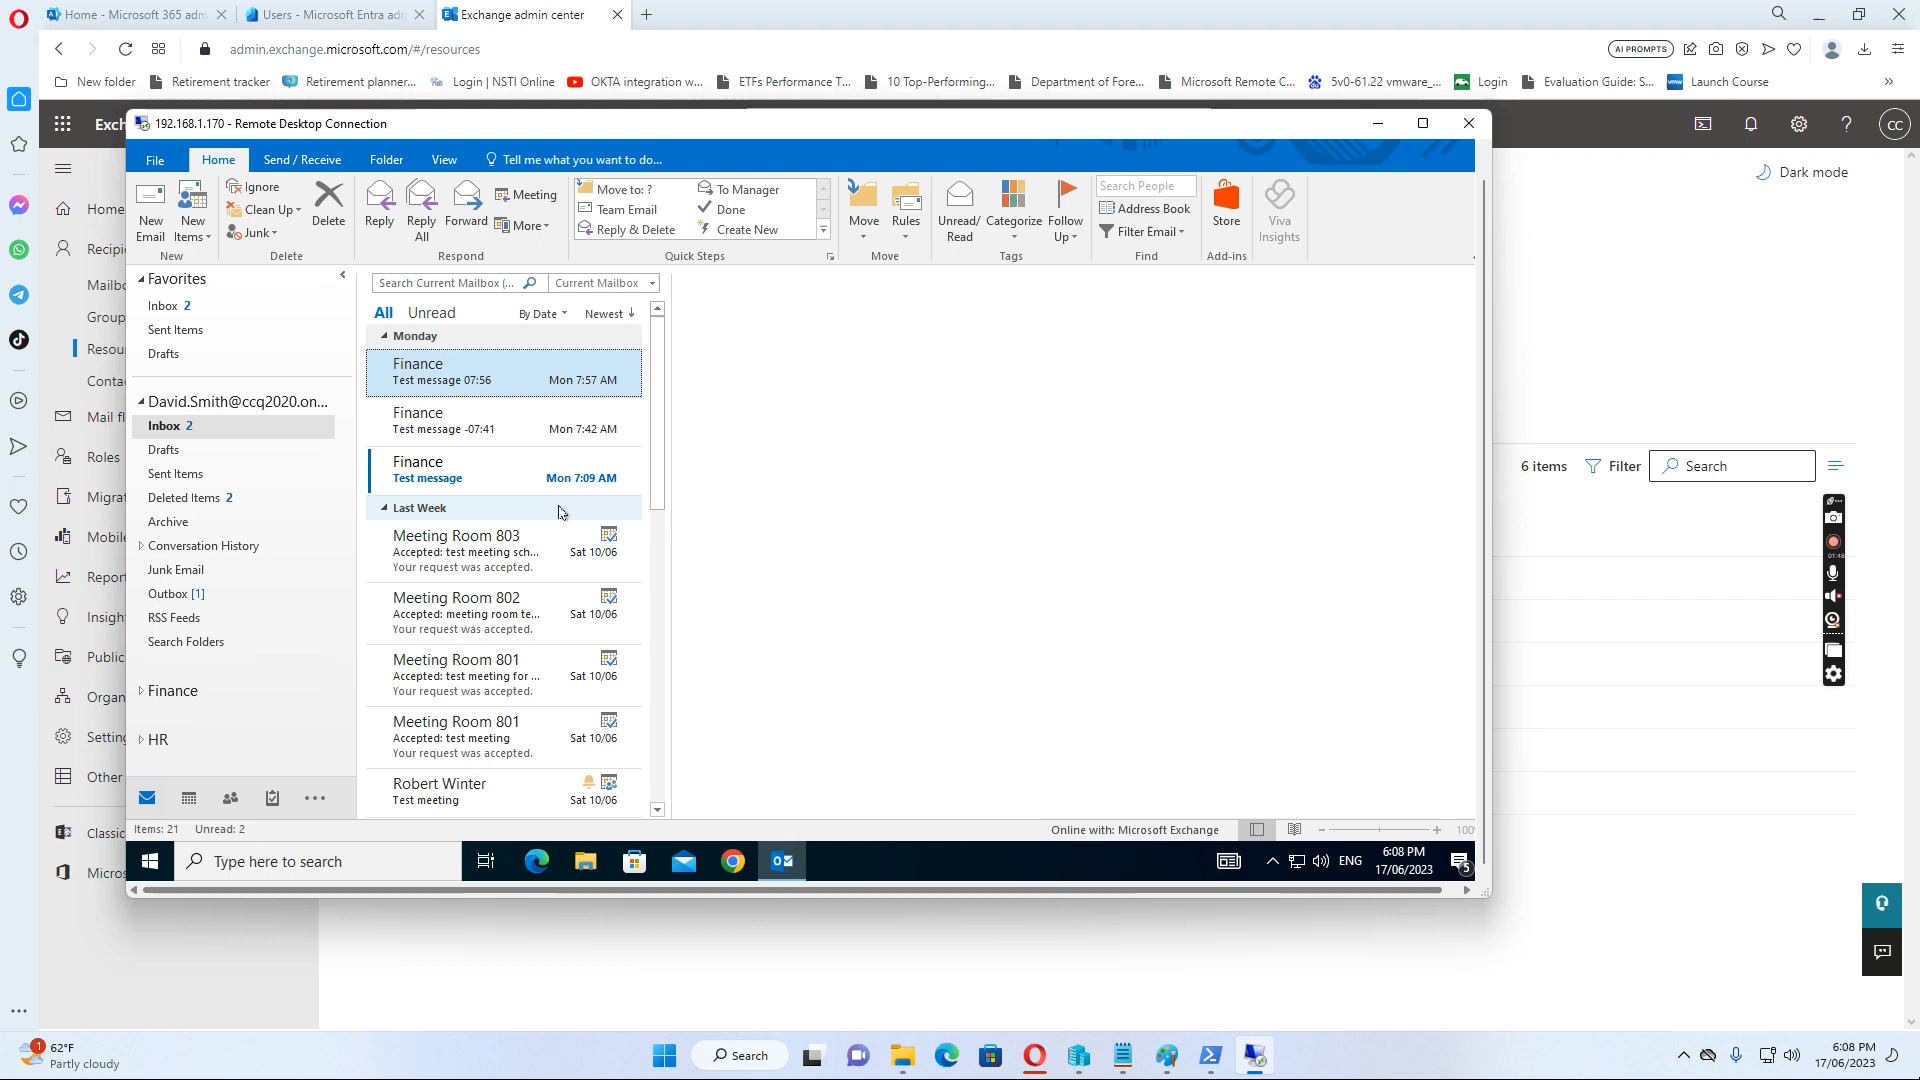 Home - Microsoft 365 adm
Users - Microsoft Entra adn
Exchange admin center
admin.exchange.microsoft.com/#/resources
AI PROMPTS
New folder
Retirement tracker
Retirement planner...
Login | NSTI Online
OKTA integration w...
ETFs Performance T...
10 Top-Performing...
Department of Fore...
Microsoft Remote C...
5v0-61.22 vmware_...
Login
Evaluation Guide: S...
Launch Course
Exch
CC
192.168.1.170 - Remote Desktop Connection
File
Home
Send / Receive
Folder
View
Tell me what you want to do...
Dark mode
New Email
New Items
Ignore
Clean Up
Junk
Delete
Reply
Reply All
Forward
Meeting
More
Move to: ?
Team Email
Reply & Delete
To Manager
Done
Create New
Move
Rules
Unread/ Read
Categorize
Follow Up
Search People
Address Book
Filter Email
Store
Viva Insights
New
Delete
Respond
Quick Steps
Move
Tags
Find
Add-ins
Home
Recipi
Mailbo
Group
Resou
Conta
Mail fl
Roles
Migrat
Mobile
Report
Insigh
Public
Organ
Setting
Other
Classic
Micros
Favorites
Inbox 2
Sent Items
Drafts
David.Smith@ccq2020.on...
Inbox 2
Drafts
Sent Items
Deleted Items 2
Archive
Conversation History
Junk Email
Outbox [1]
RSS Feeds
Search Folders
Finance
HR
Search Current Mailbox (...
Current Mailbox
All
Unread
By Date
Newest ↓
Monday
Finance
Test message 07:56 Mon 7:57 AM
Finance
Test message -07:41 Mon 7:42 AM
Finance
Test message Mon 7:09 AM
Last Week
Meeting Room 803
Accepted: test meeting sch... Sat 10/06
Your request was accepted.
Meeting Room 802
Accepted: meeting room te... Sat 10/06
Your request was accepted.
Meeting Room 801
Accepted: test meeting for ... Sat 10/06
Your request was accepted.
Meeting Room 801
Accepted: test meeting Sat 10/06
Your request was accepted.
Robert Winter
Test meeting Sat 10/06
6 items
Filter
Search
01:48
Items: 21 Unread: 2
Online with: Microsoft Exchange
100
Type here to search
ENG
6:08 PM
17/06/2023
5
1
62°F
Partly cloudy
Search
6:08 PM
17/06/2023